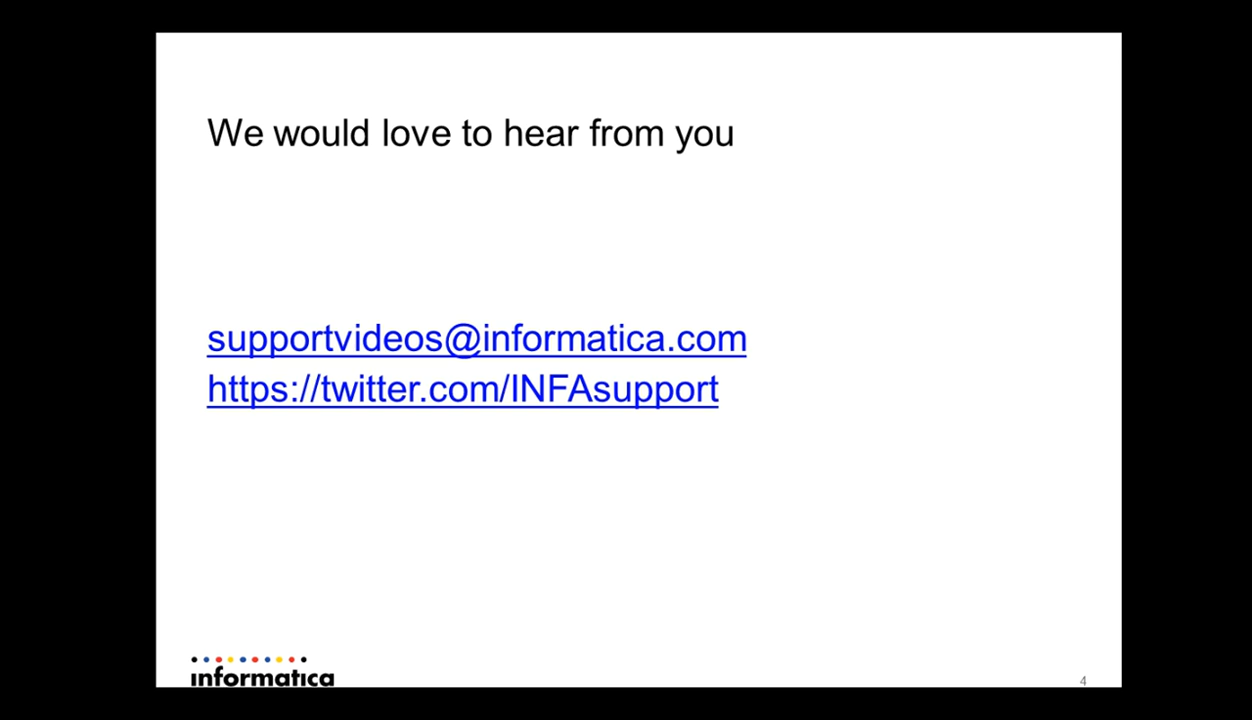 We would love to hear from you
supportvideos@informatica.com
https://twitter.com/INFAsupport
informatica
4